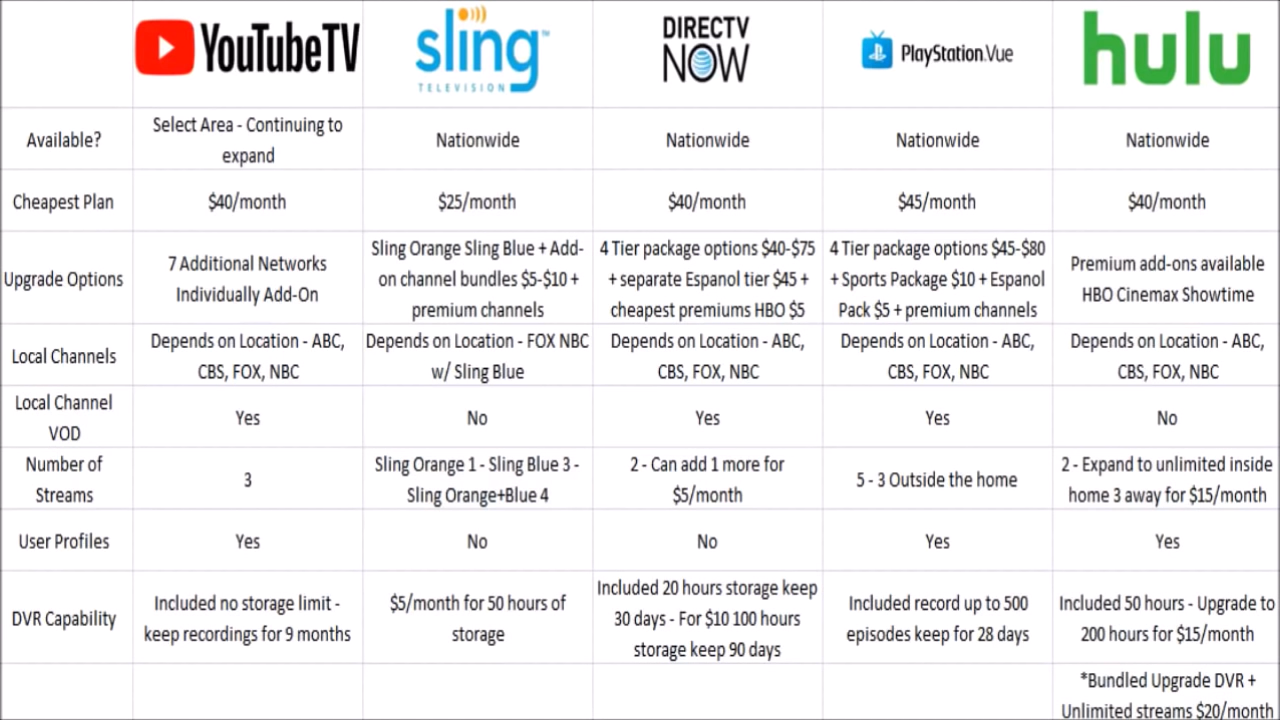 YouTubeTV
sling
TELEVISION
DIRECTV
NOW
PlayStation.Vue
hulu
Available?
Select Area - Continuing to
expand
Nationwide
Nationwide
Nationwide
Nationwide
Cheapest Plan
$40/month
$25/month
$40/month
$45/month
$40/month
Upgrade Options
7 Additional Networks
Individually Add-On
Sling Orange Sling Blue + Add-
on channel bundles $5-$10 +
premium channels
4 Tier package options $40-$75
+ separate Espanol tier $45 +
cheapest premiums HBO $5
4 Tier package options $45-$80
+ Sports Package $10 + Espanol
Pack $5 + premium channels
Premium add-ons available
HBO Cinemax Showtime
Local Channels
Depends on Location - ABC,
CBS, FOX, NBC
Depends on Location - FOX NBC
w/ Sling Blue
Depends on Location - ABC,
CBS, FOX, NBC
Depends on Location - ABC,
CBS, FOX, NBC
Depends on Location - ABC,
CBS, FOX, NBC
Local Channel
VOD
Yes
No
Yes
Yes
No
Number of
Streams
3
Sling Orange 1 - Sling Blue 3 -
Sling Orange+Blue 4
2 - Can add 1 more for
$5/month
5 - 3 Outside the home
2 - Expand to unlimited inside
home 3 away for $15/month
User Profiles
Yes
No
No
Yes
Yes
DVR Capability
Included no storage limit -
keep recordings for 9 months
$5/month for 50 hours of
storage
Included 20 hours storage keep
30 days - For $10 100 hours
storage keep 90 days
Included record up to 500
episodes keep for 28 days
Included 50 hours - Upgrade to
200 hours for $15/month
*Bundled Upgrade DVR +
Unlimited streams $20/month